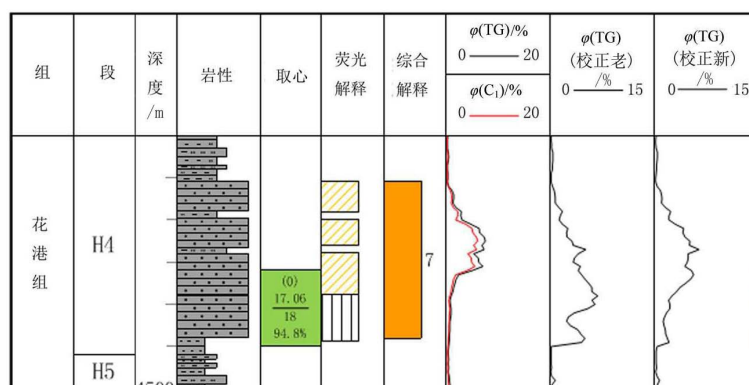 组
段
深
度
/m
岩性
取心
荧光
解释
综合
解释
φ(TG)/%
0 20
φ(C₁)/%
0 20
φ(TG)
(校正老)
/%
0 15
φ(TG)
(校正新)
/%
0 15
花
港
组
H4
H5
(0)
17.06
18
94.8%
7